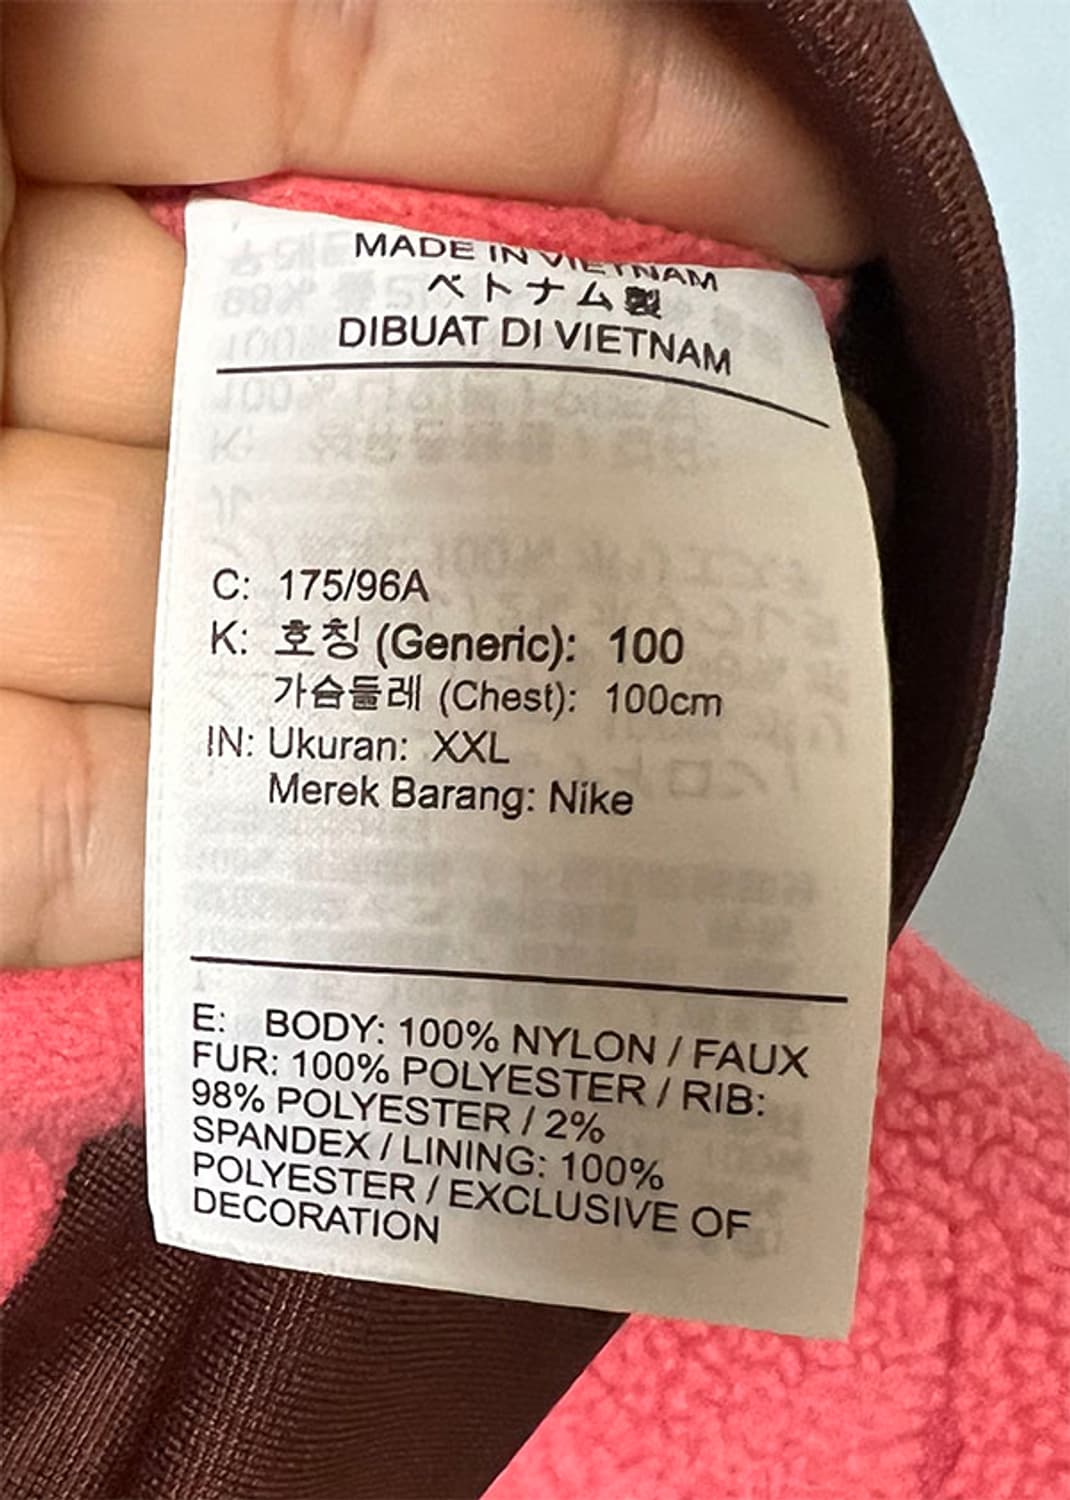 MADE IN VIETNAM
ベトナム製
DIBUAT DI VIETNAM
C: 175/96A
K: 호칭 (Generic): 100
가슴둘레 (Chest): 100cm
IN: Ukuran: XXL
Merek Barang: Nike
E: BODY: 100% NYLON / FAUX
FUR: 100% POLYESTER / RIB:
98% POLYESTER / 2%
SPANDEX / LINING: 100%
POLYESTER / EXCLUSIVE OF
DECORATION